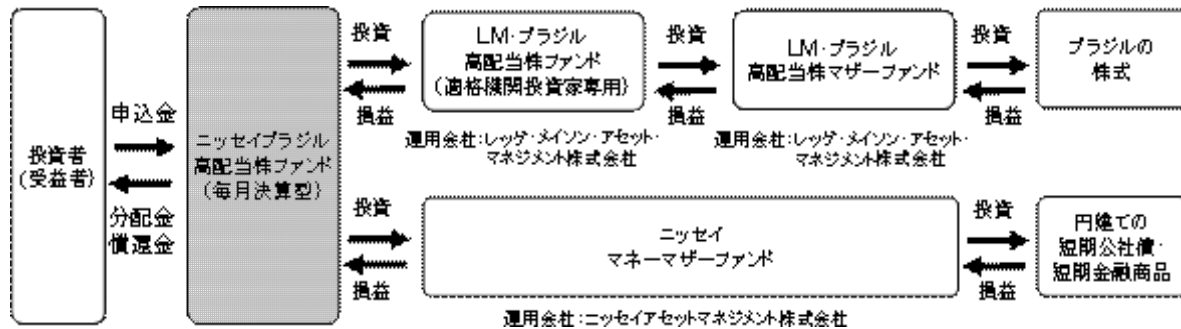 投資者
(受益者)
申込金
分配金
償還金
ニッセイブラジル
高配当株ファンド
(毎月決算型)
投資
損益
LM・ブラジル
高配当株ファンド
(適格機関投資家専用)
運用会社:レッグ・メイソン・アセット・
マネジメント株式会社
投資
損益
LM・ブラジル
高配当株マザーファンド
運用会社:レッグ・メイソン・アセット・
マネジメント株式会社
投資
損益
ブラジルの
株式
投資
損益
ニッセイ
マネーマザーファンド
運用会社:ニッセイアセットマネジメント株式会社
投資
損益
円建ての
短期公社債・
短期金融商品